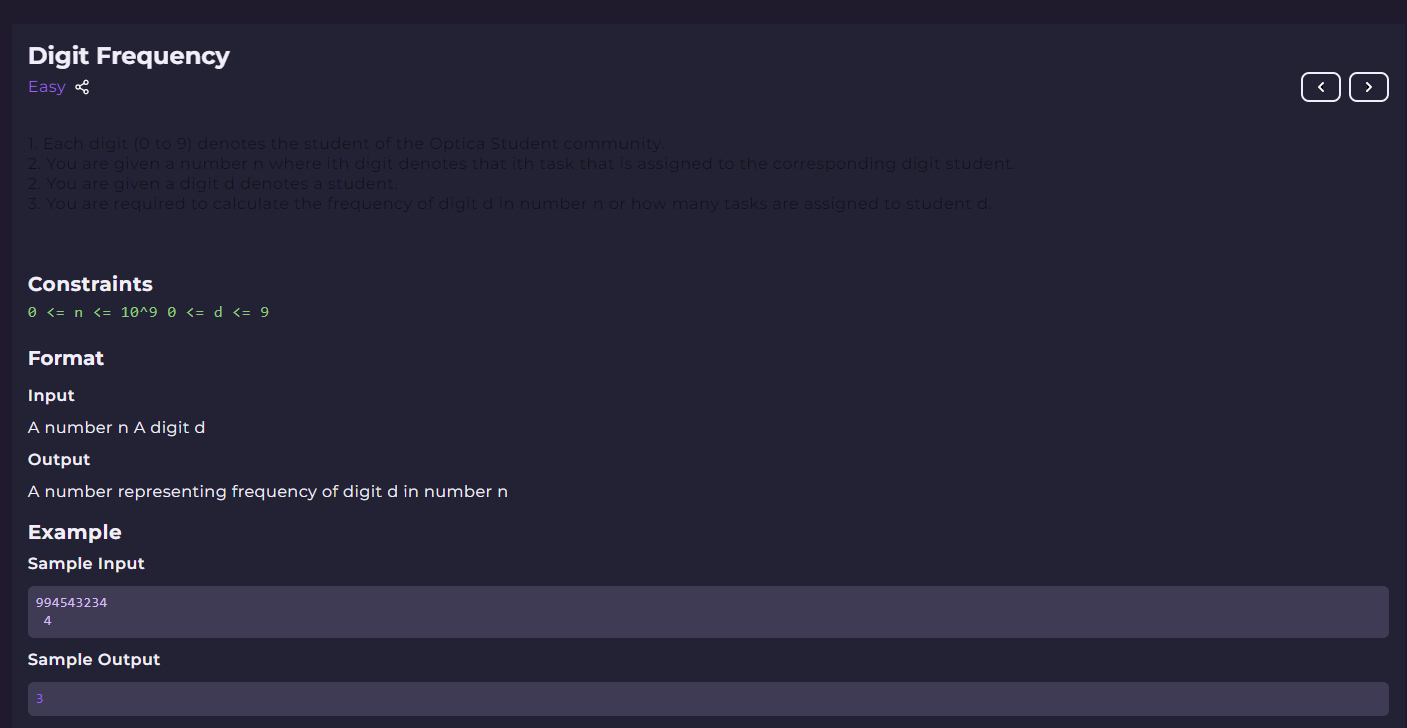 Digit Frequency
Easy
1. Each digit (0 to 9) denotes the student of the Optica Student community.
2. You are given a number n where ith digit denotes that ith task that is assigned to the corresponding digit student.
2. You are given a digit d denotes a student.
3. You are required to calculate the frequency of digit d in number n or how many tasks are assigned to student d.
Constraints
0 <= n <= 10^9 0 <= d <= 9
Format
Input
A number n A digit d
Output
A number representing frequency of digit d in number n
Example
Sample Input
994543234
4
Sample Output
3